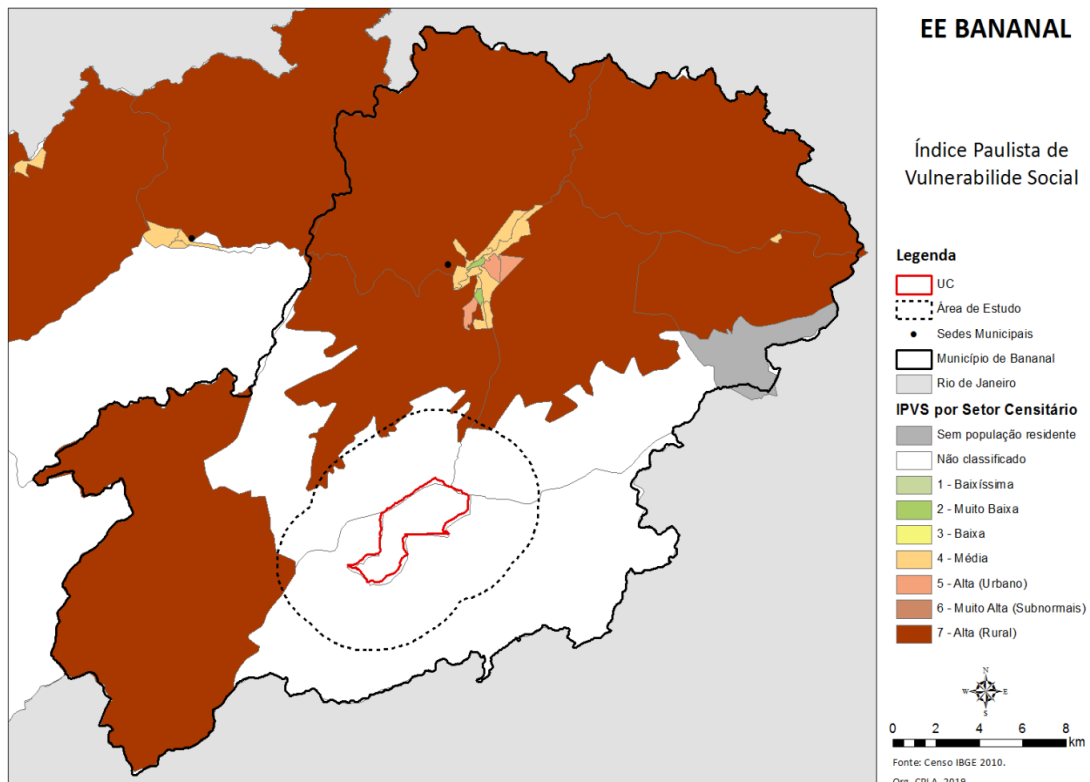 EE BANANAL
Índice Paulista de
Vulnerabilide Social
Legenda
UC
Área de Estudo
Sedes Municipais
Município de Bananal
Rio de Janeiro
IPVS por Setor Censitário
Sem população residente
Não classificado
1 - Baixíssima
2 - Muito Baixa
3 - Baixa
4 - Média
5 - Alta (Urbano)
6 - Muito Alta (Subnormais)
7 - Alta (Rural)
N
W E
S
0 2 4 6 8
km
Fonte: Censo IBGE 2010.
Org. CPLA, 2019